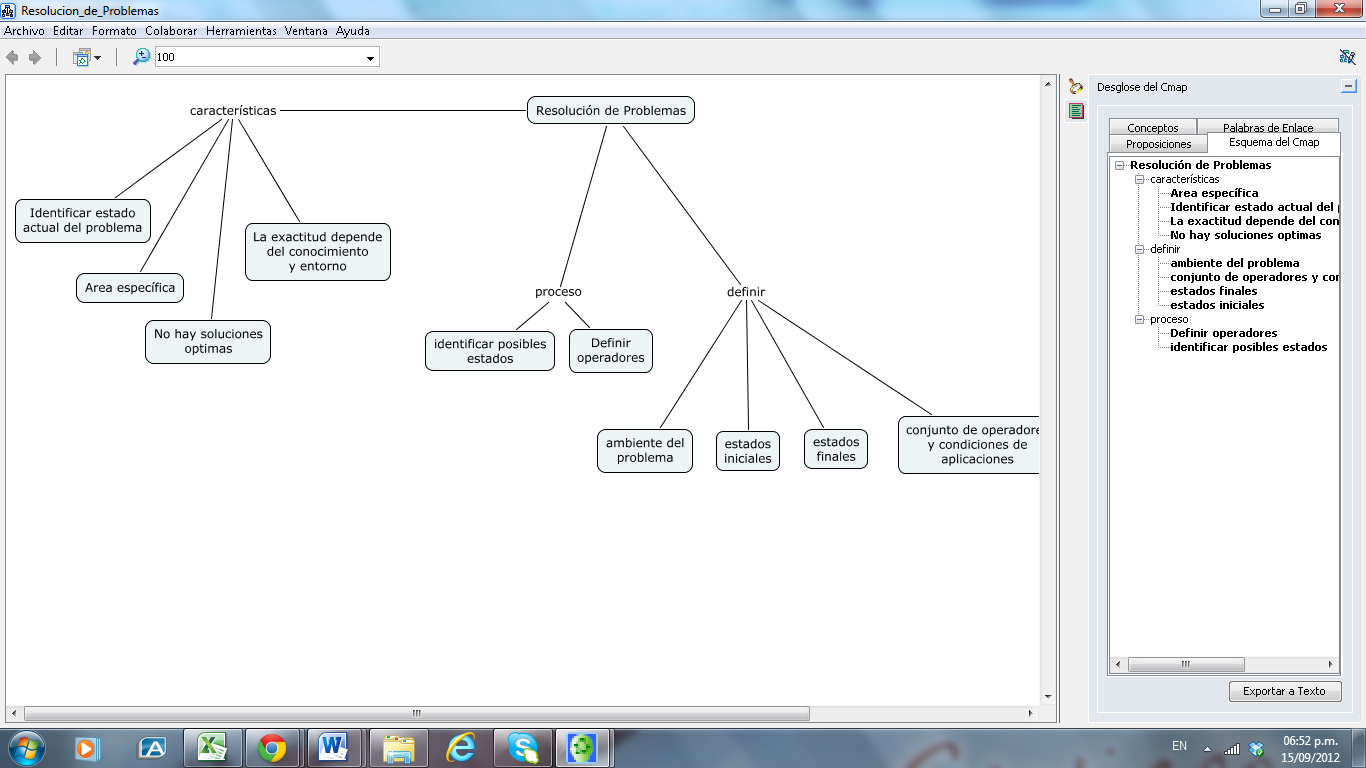 Resolucion_de_Problemas
Archivo Editar Formato Colaborar Herramientas Ventana Ayuda
100
características
Resolución de Problemas
Identificar estado
actual del problema
La exactitud depende
del conocimiento
y entorno
Area específica
No hay soluciones
optimas
proceso
definir
identificar posibles
estados
Definir
operadores
ambiente del
problema
estados
iniciales
estados
finales
conjunto de operadore
y condiciones de
aplicaciones
Desglose del Cmap
Conceptos Palabras de Enlace
Proposiciones Esquema del Cmap
Resolución de Problemas
características
Area específica
Identificar estado actual del
La exactitud depende del con
No hay soluciones optimas
definir
ambiente del problema
conjunto de operadores y con
estados finales
estados iniciales
proceso
Definir operadores
identificar posibles estados
Exportar a Texto
EN
06:52 p.m.
15/09/2012